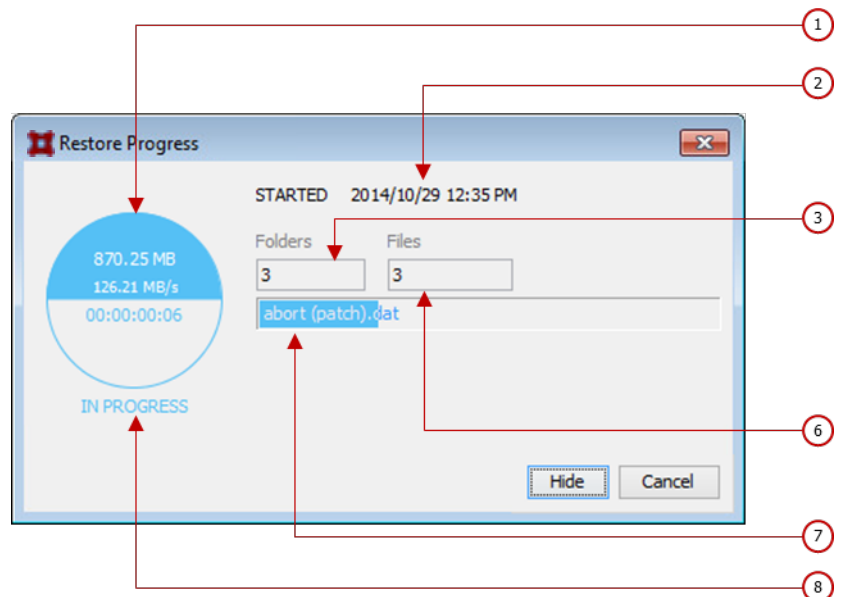 1
2
Restore Progress
STARTED 2014/10/29 12:35 PM
3
Folders Files
870.25 MB
3 3
126.21 MB/s
00:00:00:06
abort (patch).dat
IN PROGRESS
6
Hide Cancel
7
8